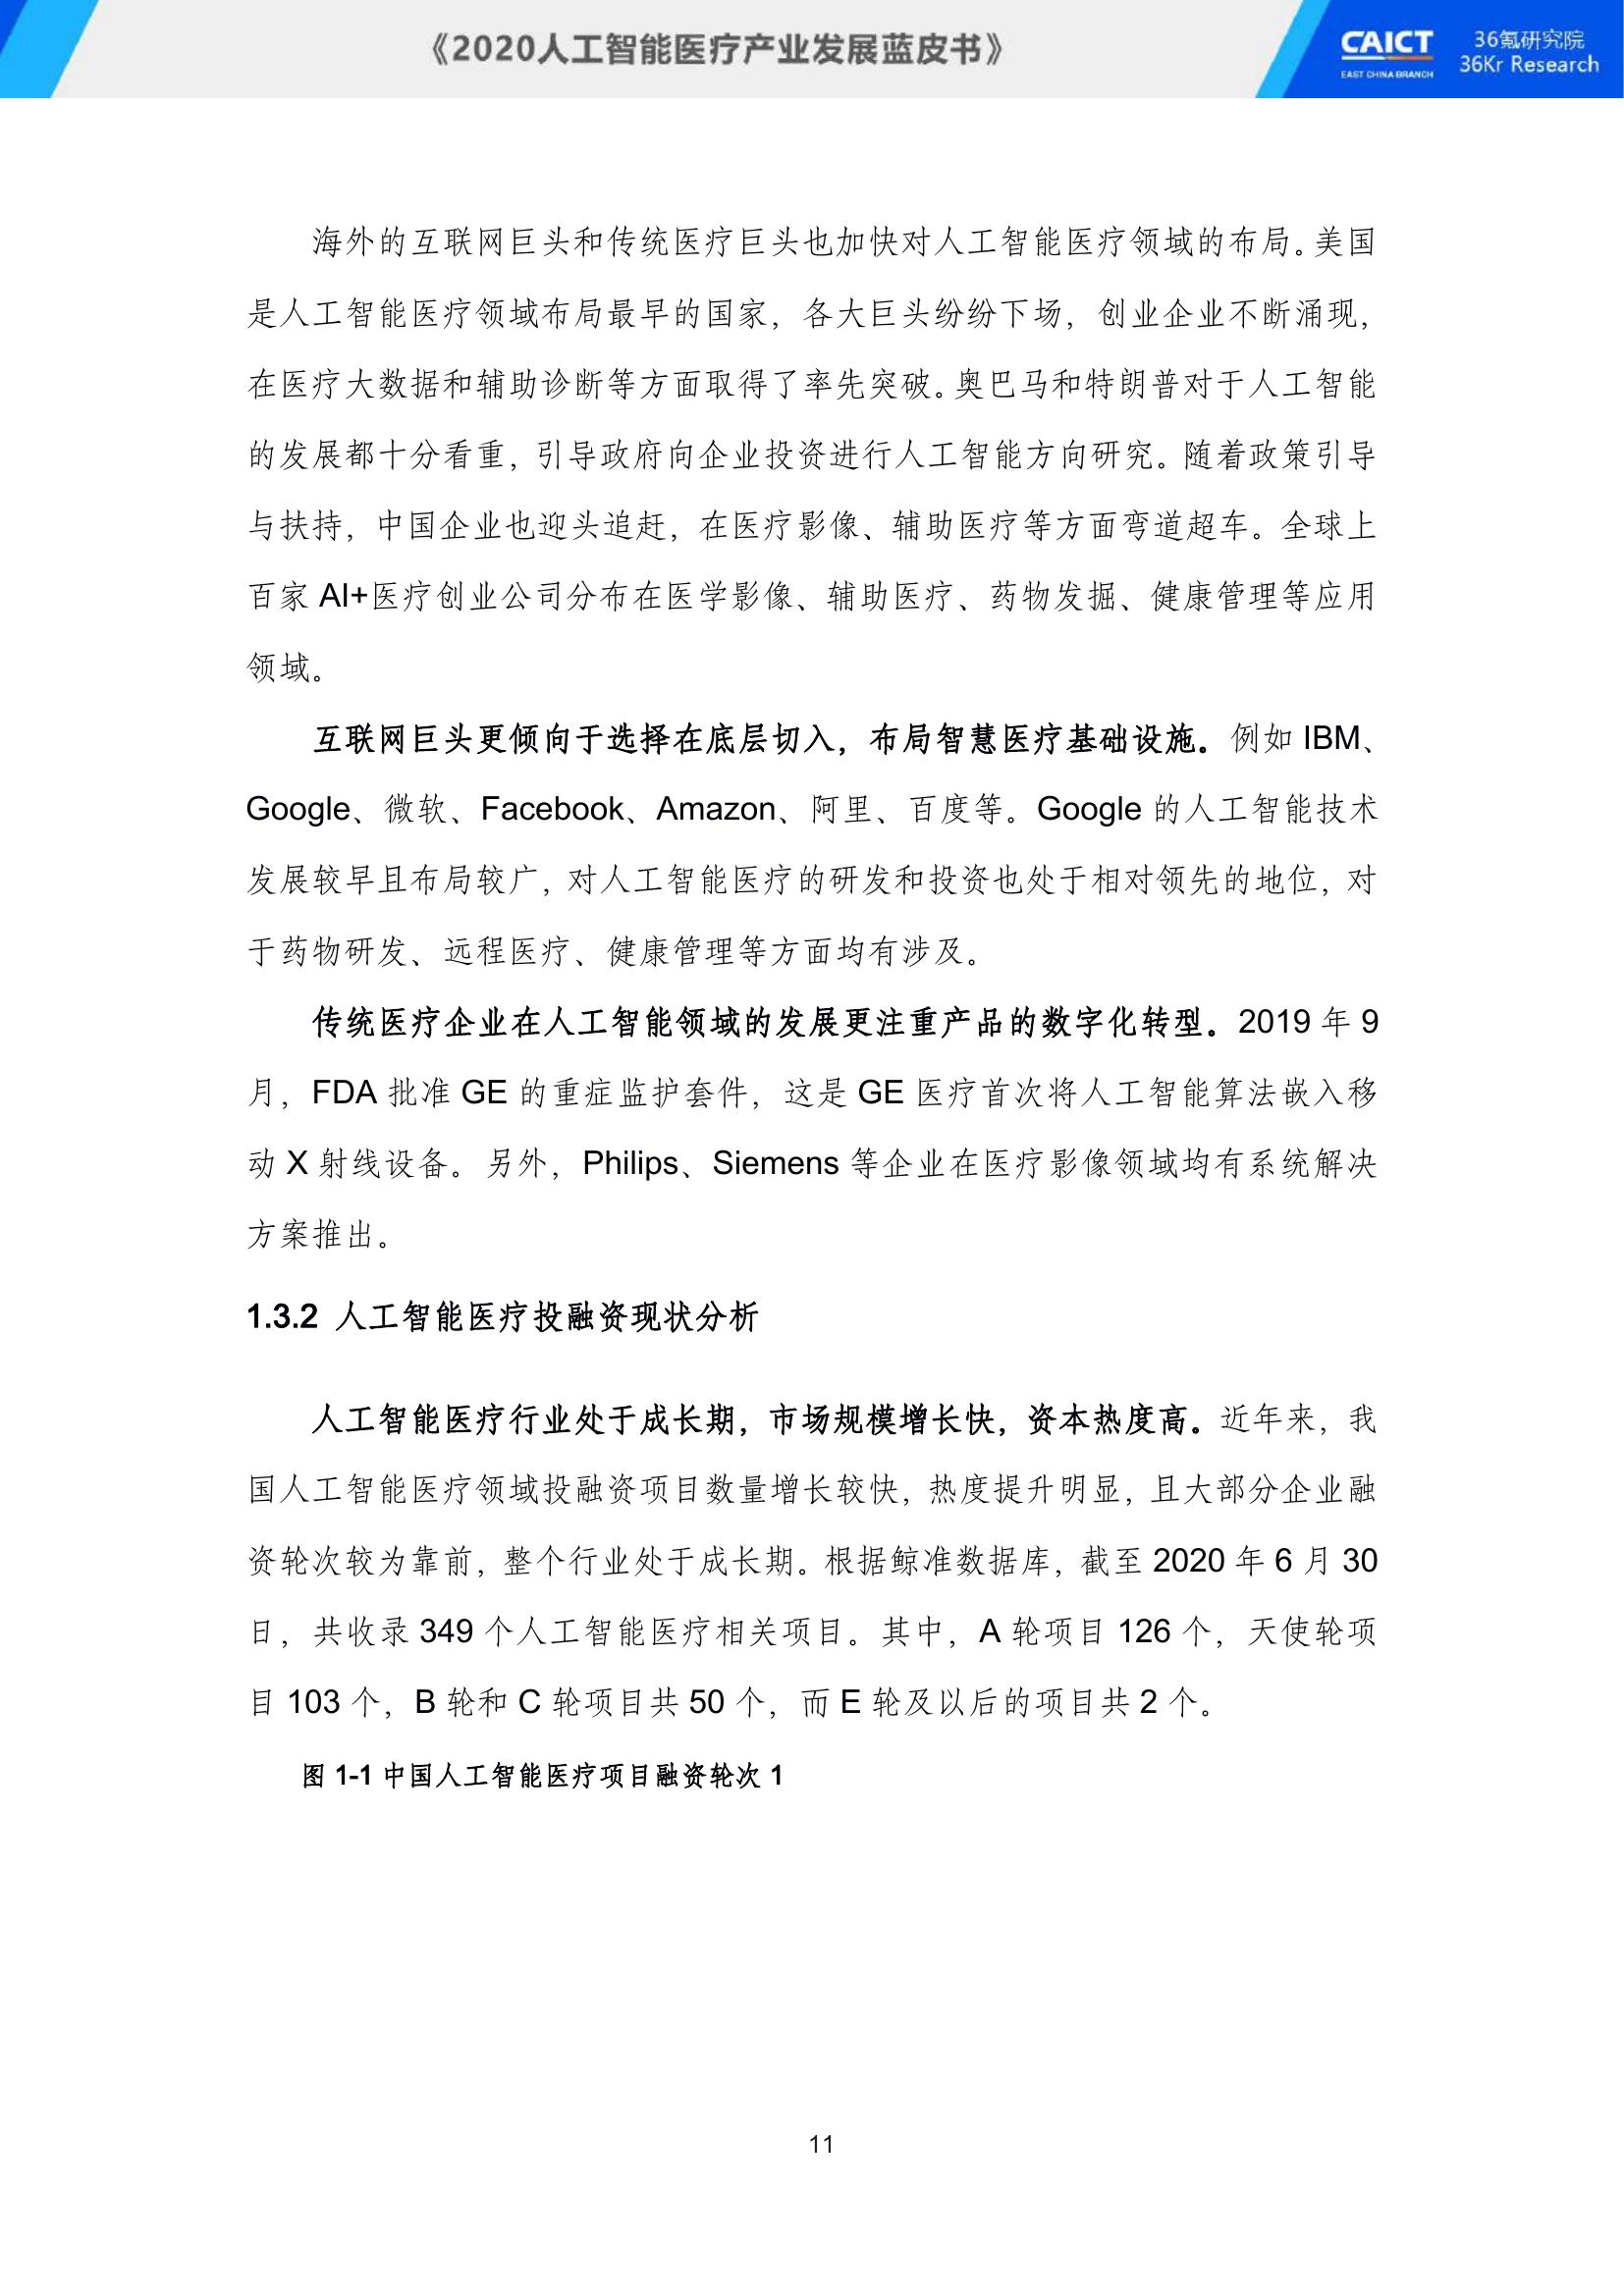 《2020人工智能医疗产业发展蓝皮书》
CAICT
EAST CHINA BRANCH
36氪研究院
36Kr Research
海外的互联网巨头和传统医疗巨头也加快对人工智能医疗领域的布局。美国
是人工智能医疗领域布局最早的国家，各大巨头纷纷下场，创业企业不断涌现，
在医疗大数据和辅助诊断等方面取得了率先突破。奥巴马和特朗普对于人工智能
的发展都十分看重，引导政府向企业投资进行人工智能方向研究。随着政策引导
与扶持，中国企业也迎头追赶，在医疗影像、辅助医疗等方面弯道超车。全球上
百家 AI+医疗创业公司分布在医学影像、辅助医疗、药物发掘、健康管理等应用
领域。
互联网巨头更倾向于选择在底层切入，布局智慧医疗基础设施。例如 IBM、
Google、微软、Facebook、Amazon、阿里、百度等。Google 的人工智能技术
发展较早且布局较广，对人工智能医疗的研发和投资也处于相对领先的地位，对
于药物研发、远程医疗、健康管理等方面均有涉及。
传统医疗企业在人工智能领域的发展更注重产品的数字化转型。2019 年 9
月，FDA 批准 GE 的重症监护套件，这是 GE 医疗首次将人工智能算法嵌入移
动 X 射线设备。另外，Philips、Siemens 等企业在医疗影像领域均有系统解决
方案推出。
1.3.2 人工智能医疗投融资现状分析
人工智能医疗行业处于成长期，市场规模增长快，资本热度高。近年来，我
国人工智能医疗领域投融资项目数量增长较快，热度提升明显，且大部分企业融
资轮次较为靠前，整个行业处于成长期。根据鲸准数据库，截至 2020 年 6 月 30
日，共收录 349 个人工智能医疗相关项目。其中，A 轮项目 126 个，天使轮项
目 103 个，B 轮和 C 轮项目共 50 个，而 E 轮及以后的项目共 2 个。
图 1-1 中国人工智能医疗项目融资轮次 1
11